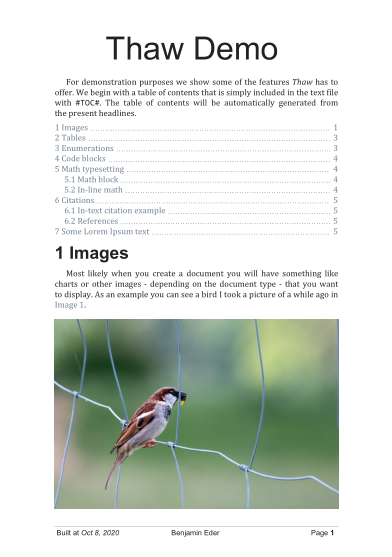 Thaw Demo
For demonstration purposes we show some of the features Thaw has to
offer. We begin with a table of contents that is simply included in the text file
with #TOC#. The table of contents will be automatically generated from
the present headlines.
1 Images 1
2 Tables 3
3 Enumerations 3
4 Code blocks 4
5 Math typesetting 4
5.1 Math block 4
5.2 In-line math 4
6 Citations 5
6.1 In-text citation example 5
6.2 References 5
7 Some Lorem Ipsum text 5
1 Images
Most likely when you create a document you will have something like
charts or other images - depending on the document type - that you want
to display. As an example you can see a bird I took a picture of a while ago in
Image 1.
Built at Oct 8, 2020 Benjamin Eder Page 1